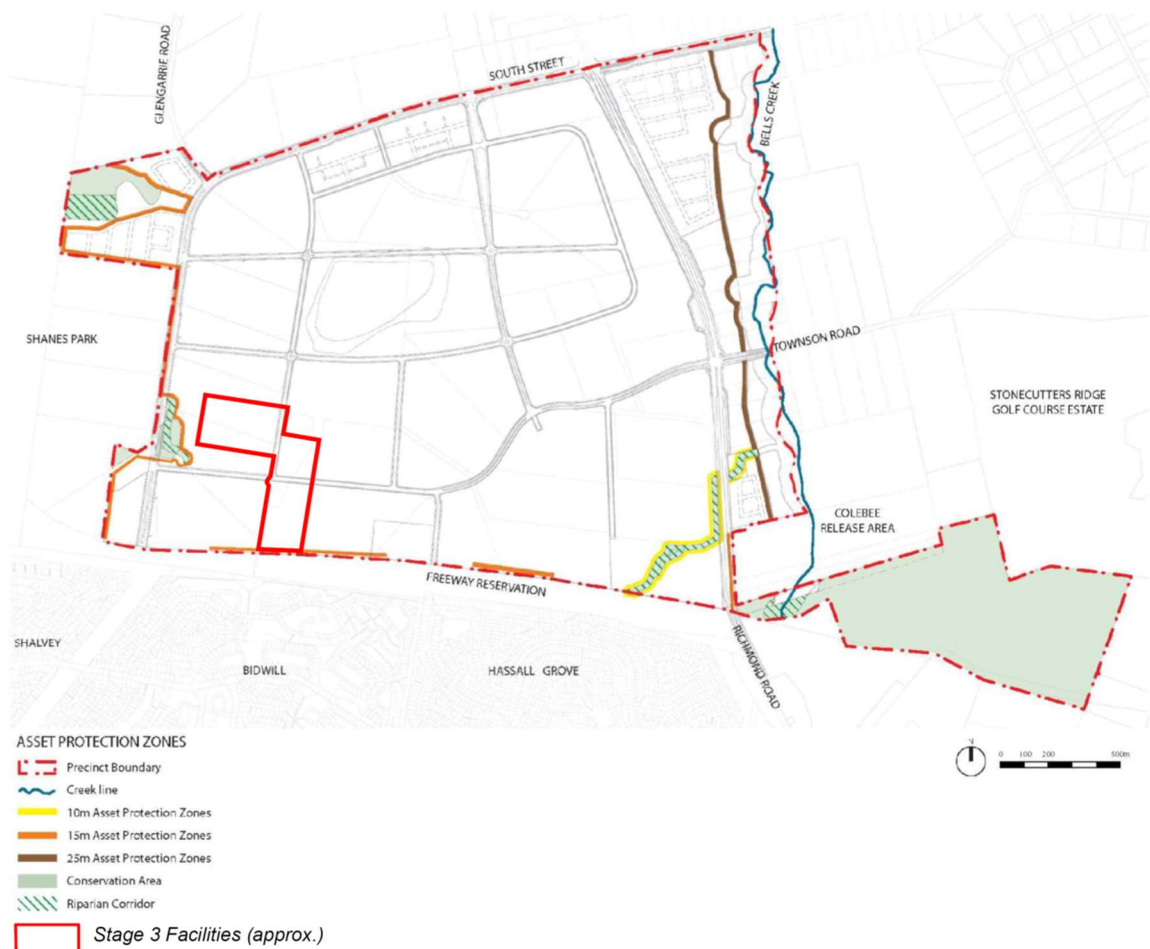 GLENGARRIE ROAD
SOUTH STREET
BELLS CREEK
SHANES PARK
TOWNSON ROAD
STONECUTTERS RIDGE
GOLF COURSE ESTATE
COLEBEE
RELEASE AREA
FREEWAY RESERVATION
SHALVEY
BIDWILL
HASSALL GROVE
RICHMOND ROAD
ASSET PROTECTION ZONES
Precinct Boundary
Creek line
10m Asset Protection Zones
15m Asset Protection Zones
25m Asset Protection Zones
Conservation Area
Riparian Corridor
Stage 3 Facilities (approx.)
N
0 100 200 500m